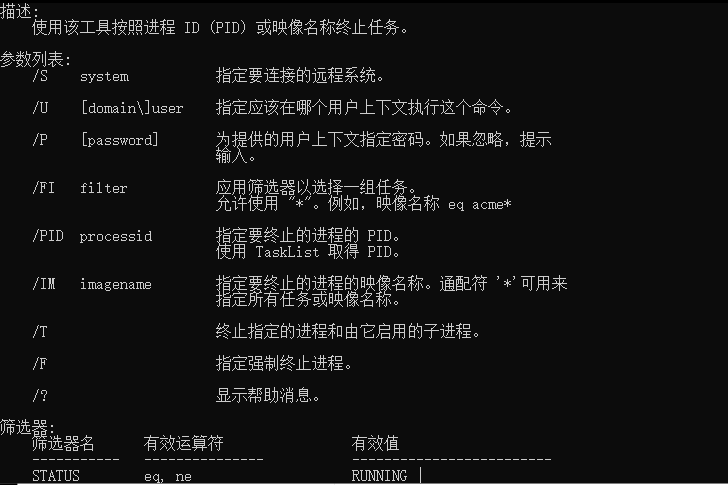 描述:
使用该工具按照进程 ID (PID) 或映像名称终止任务。
参数列表:
/S    system           指定要连接的远程系统。
/U    [domain\]user    指定应该在哪个用户上下文执行这个命令。
/P    [password]       为提供的用户上下文指定密码。如果忽略，提示
输入。
/FI   filter           应用筛选器以选择一组任务。
允许使用 "*"。例如，映像名称 eq acme*
/PID  processid        指定要终止的进程的 PID。
使用 TaskList 取得 PID。
/IM   imagename        指定要终止的进程的映像名称。通配符 '*'可用来
指定所有任务或映像名称。
/T                     终止指定的进程和由它启用的子进程。
/F                     指定强制终止进程。
/?                     显示帮助消息。
筛选器:
筛选器名      有效运算符                有效值
-----------   ---------------           -------------------------
STATUS        eq, ne                    RUNNING |